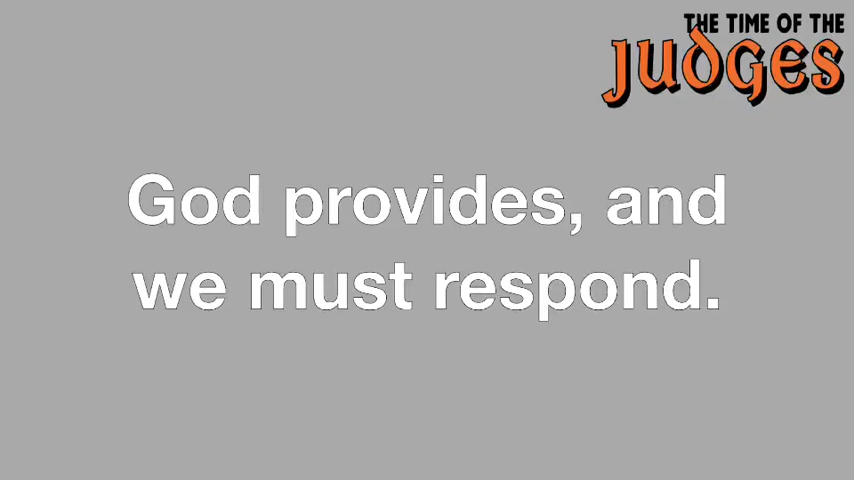 THE TIME OF THE
JUDGES
God provides, and
we must respond.